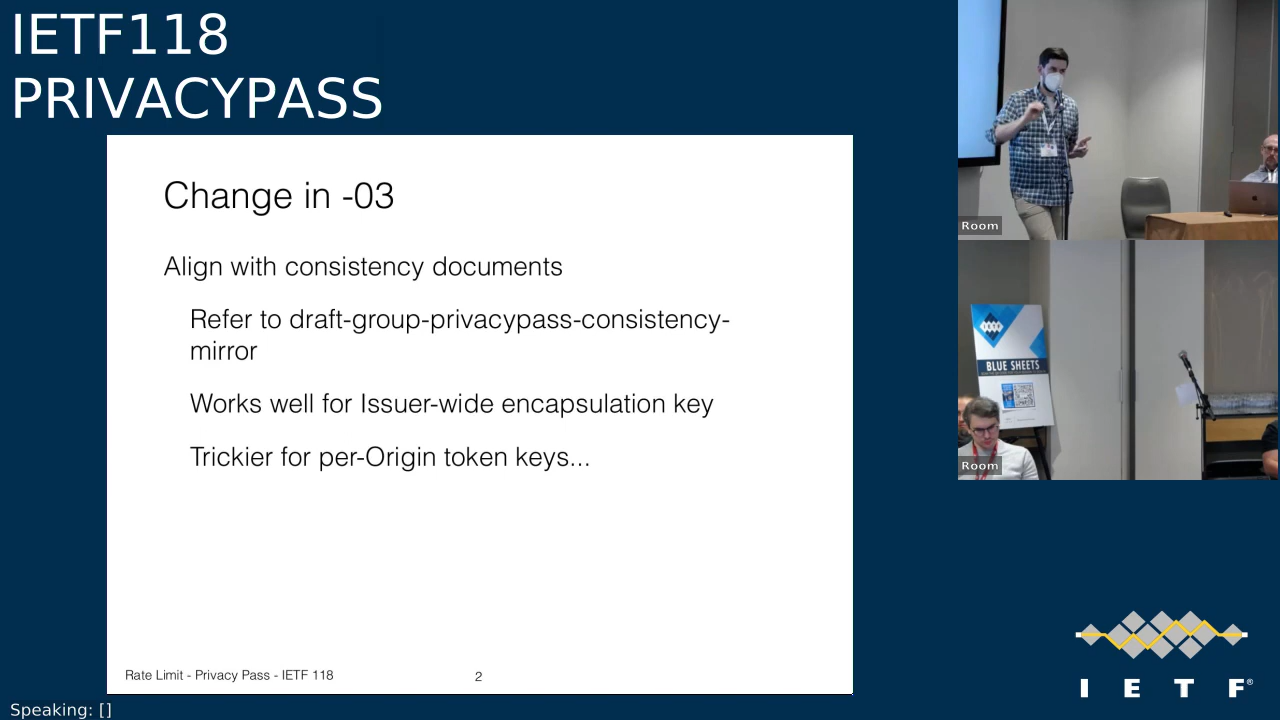 IETF118
PRIVACYPASS
Change in -03
Align with consistency documents
Refer to draft-group-privacypass-consistency-
mirror
Works well for Issuer-wide encapsulation key
Trickier for per-Origin token keys...
Rate Limit - Privacy Pass - IETF 118
2
Room
IETF
BLUE SHEETS
Room
I E T F®
Speaking: []